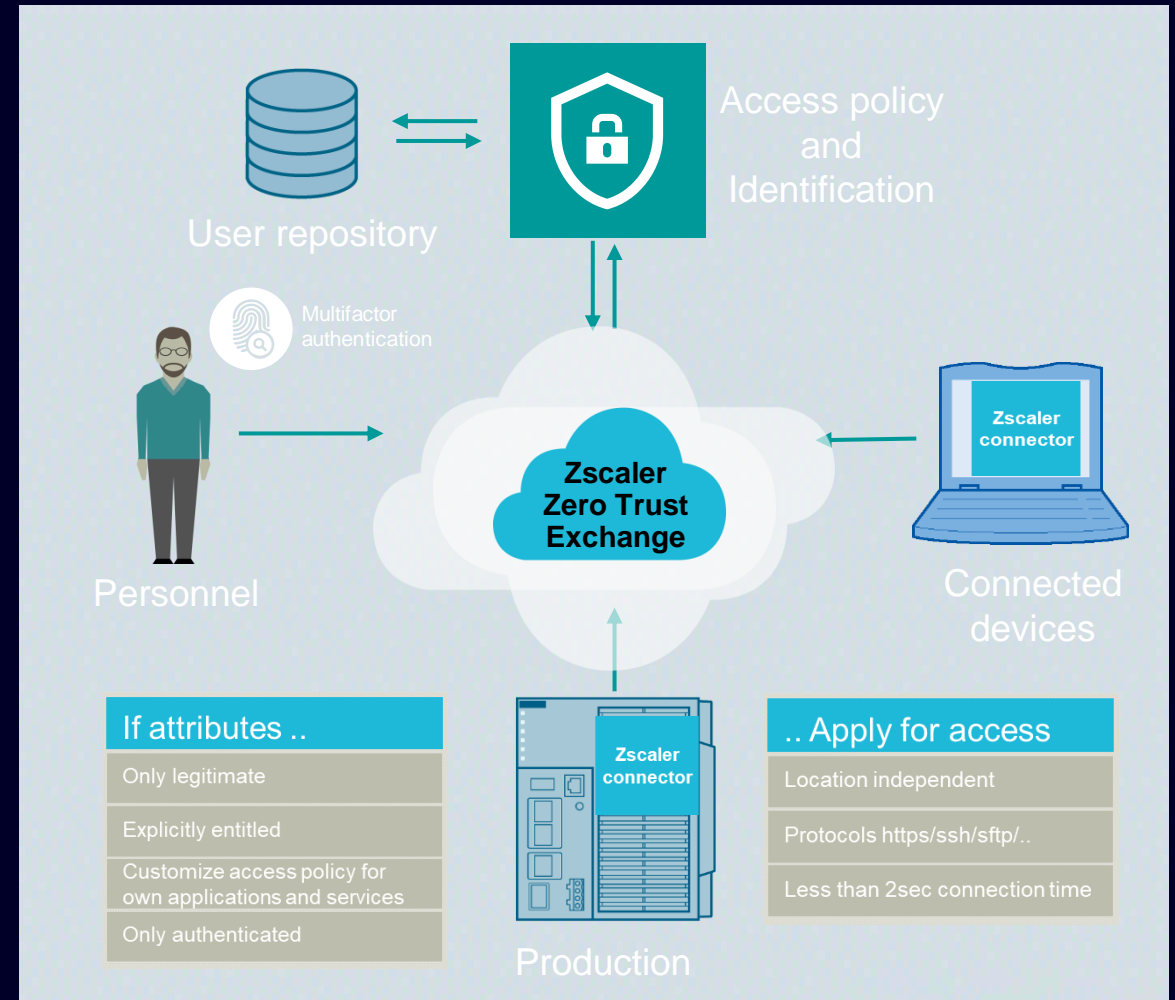 Access policy
and
Identification
User repository
Multifactor
authentication
Zscaler
connector
Zscaler
Zero Trust
Exchange
Personnel
Connected
devices
If attributes ..
Only legitimate
Explicitly entitled
Customize access policy for
own applications and services
Only authenticated
Zscaler
connector
Production
.. Apply for access
Location independent
Protocols https/ssh/sftp/..
Less than 2sec connection time